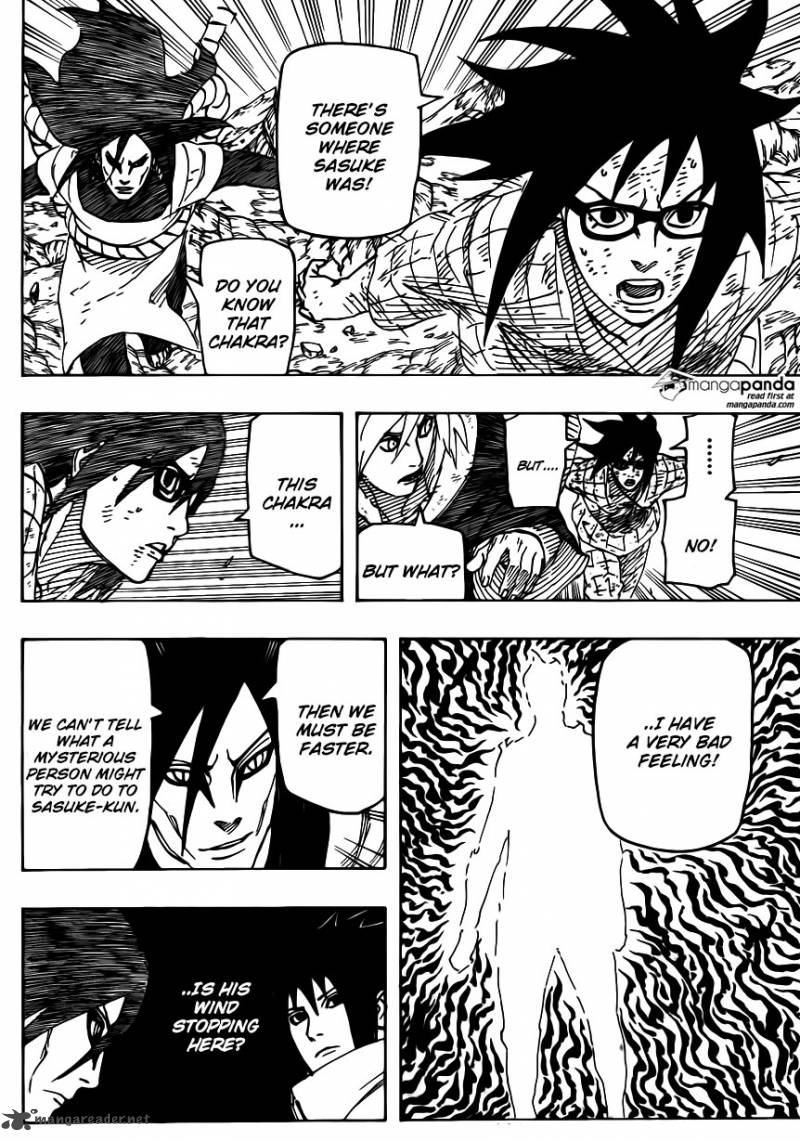 THERE'S
SOMEONE
WHERE
SASUKE
WAS!
DO YOU
KNOW
THAT
CHAKRA?
mangapanda
read first at
mangapanda.com
......
NO!
BUT....
BUT WHAT?
THIS
CHAKRA
...
..I HAVE
A VERY BAD
FEELING!
THEN WE
MUST BE
FASTER.
WE CAN'T TELL
WHAT A
MYSTERIOUS
PERSON MIGHT
TRY TO DO TO
SASUKE-KUN.
..IS HIS
WIND
STOPPING
HERE?
mangareader.net